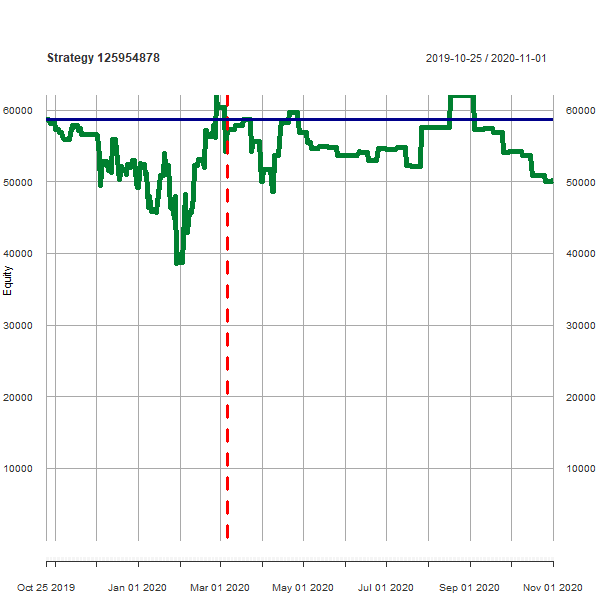 Strategy 125954878
2019-10-25 / 2020-11-01
60000
60000
50000
50000
40000
40000
Equity
30000
30000
20000
20000
10000
10000
Oct 25 2019
Jan 01 2020
Mar 01 2020
May 01 2020
Jul 01 2020
Sep 01 2020
Nov 01 2020